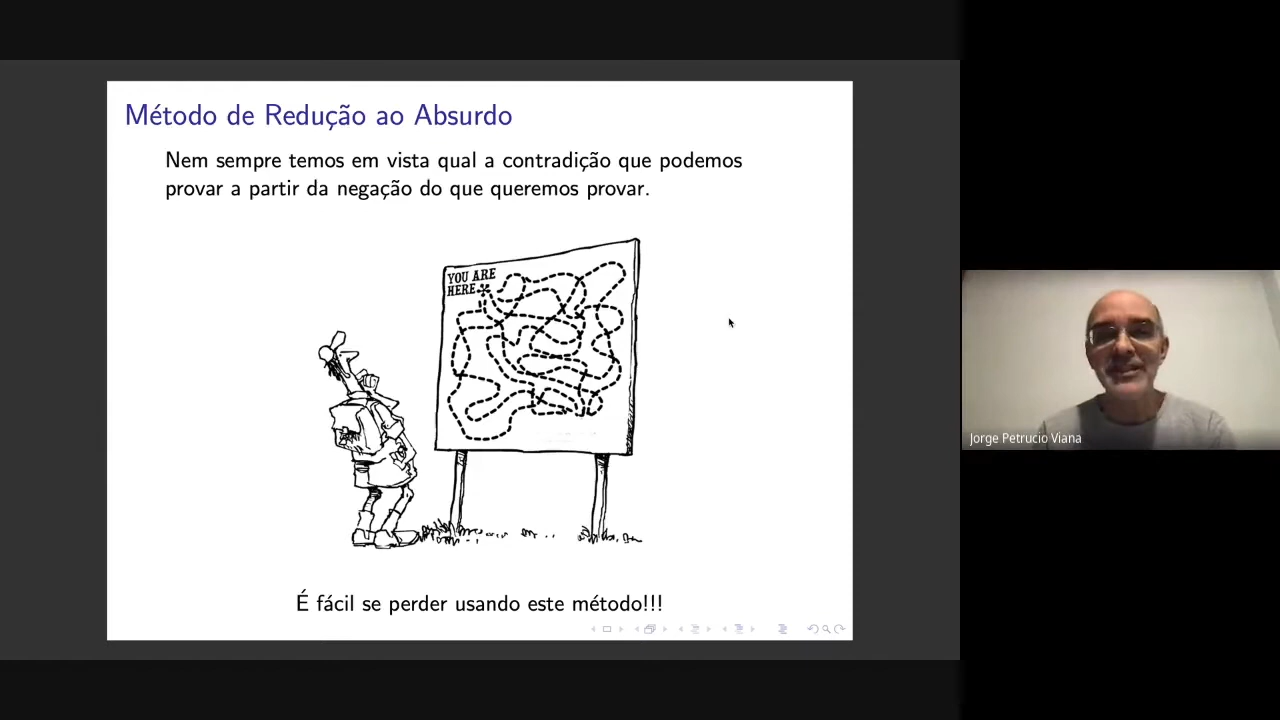 Método de Redução ao Absurdo
Nem sempre temos em vista qual a contradição que podemos
provar a partir da negação do que queremos provar.
YOU ARE
HERE
É fácil se perder usando este método!!!
Jorge Petrucio Viana